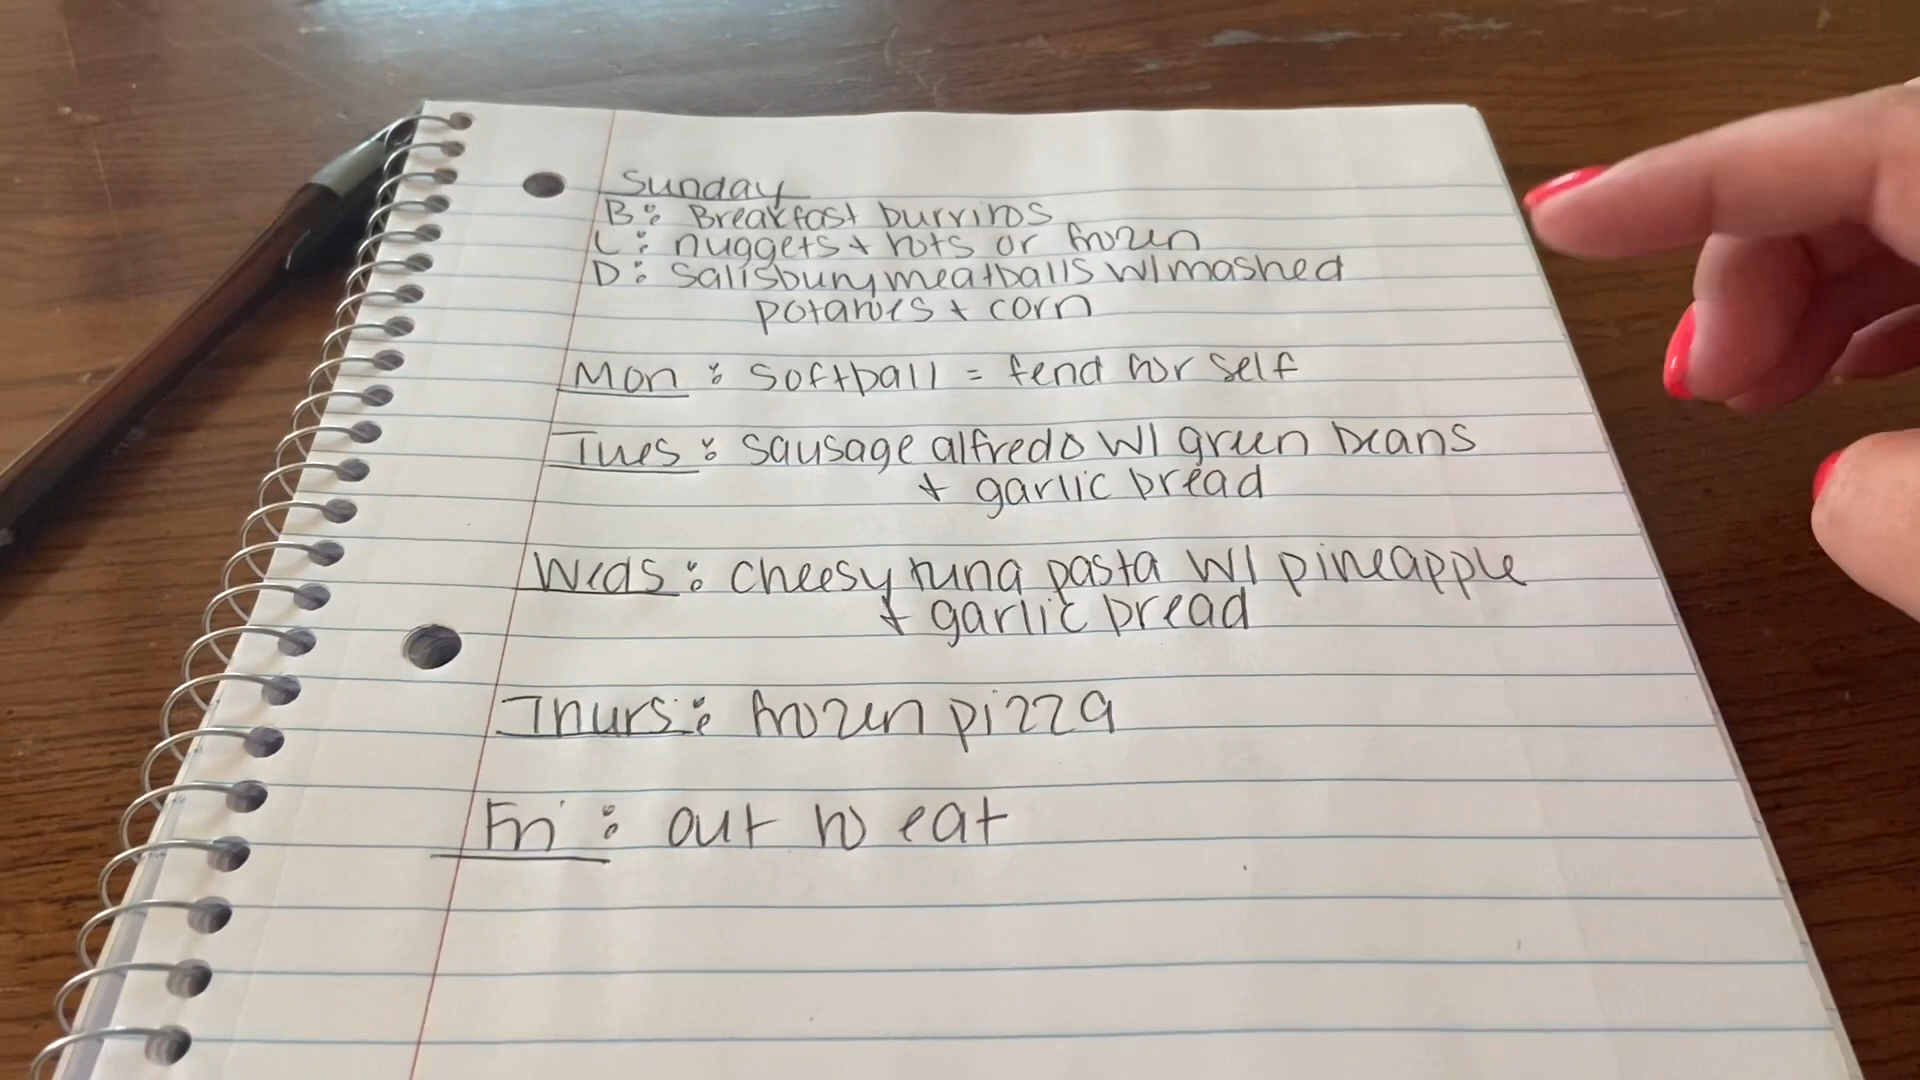 Sunday
B: Breakfast burritos
L: nuggets + tots or frozen
D: Salisbury meatballs w/ mashed
potatoes + corn
Mon: Softball = fend for self
Tues: sausage alfredo w/ green beans
+ garlic bread
Weds: cheesy tuna pasta w/ pineapple
+ garlic bread
Thurs: frozen pizza
Fri: out to eat